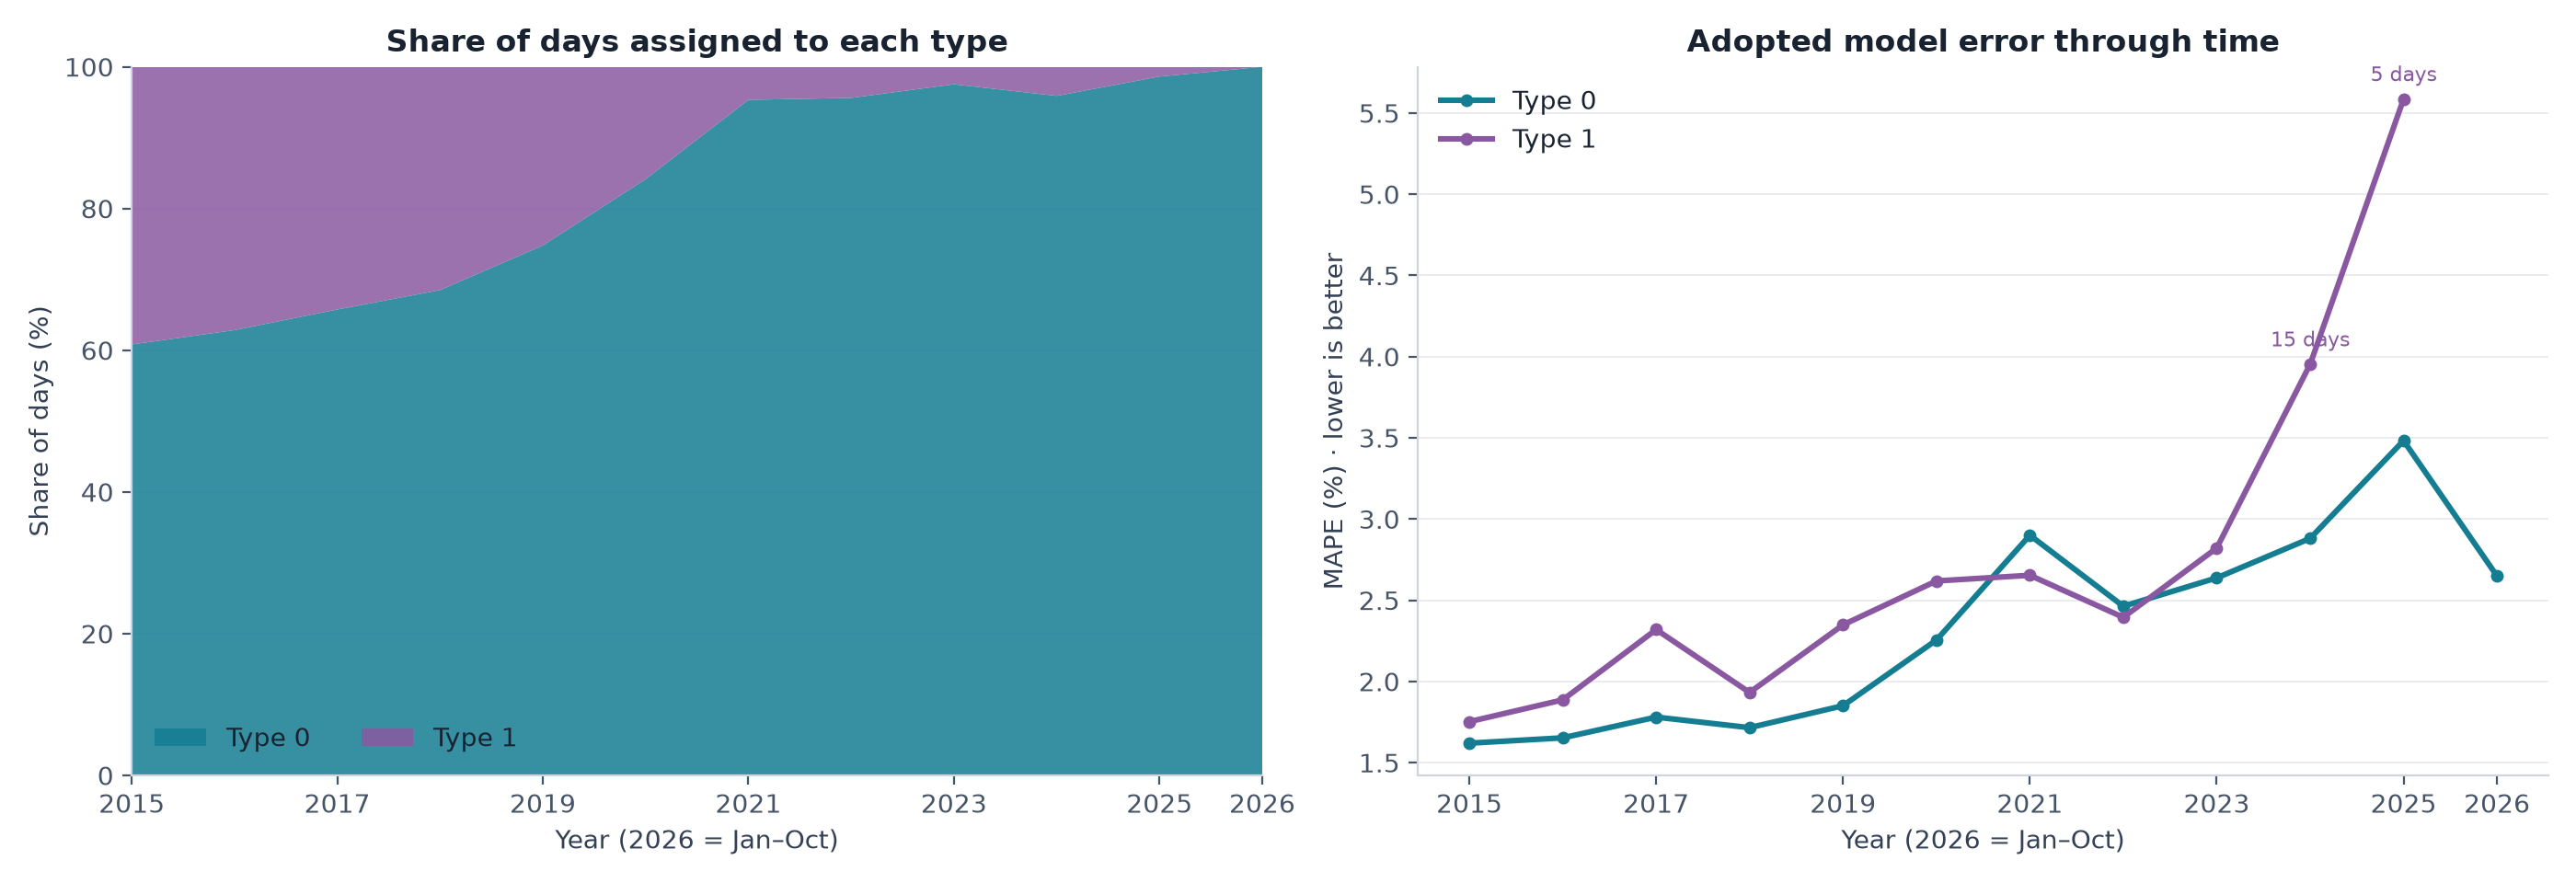 Share of days assigned to each type
100
80
60
40
20
0
Share of days (%)
Type 0
Type 1
2015
2017
2019
2021
2023
2025
2026
Year (2026 = Jan–Oct)
Adopted model error through time
Type 0
Type 1
5 days
15 days
5.5
5.0
4.5
4.0
3.5
3.0
2.5
2.0
1.5
MAPE (%) · lower is better
2015
2017
2019
2021
2023
2025
2026
Year (2026 = Jan–Oct)